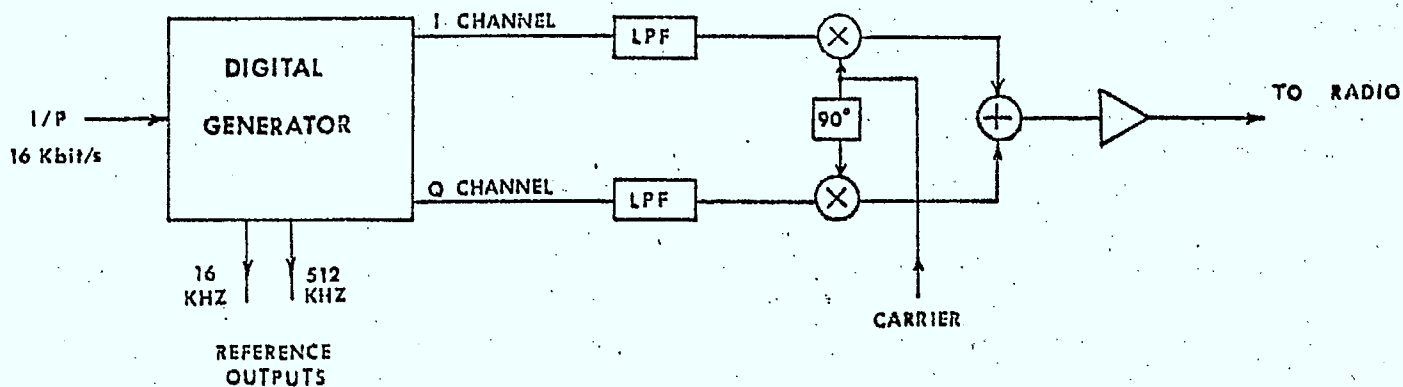 I CHANNEL
LPF
×
DIGITAL
GENERATOR
I/P
16 Kbit/s
90°
+
TO RADIO
Q CHANNEL
LPF
×
16
KHZ
512
KHZ
CARRIER
REFERENCE
OUTPUTS